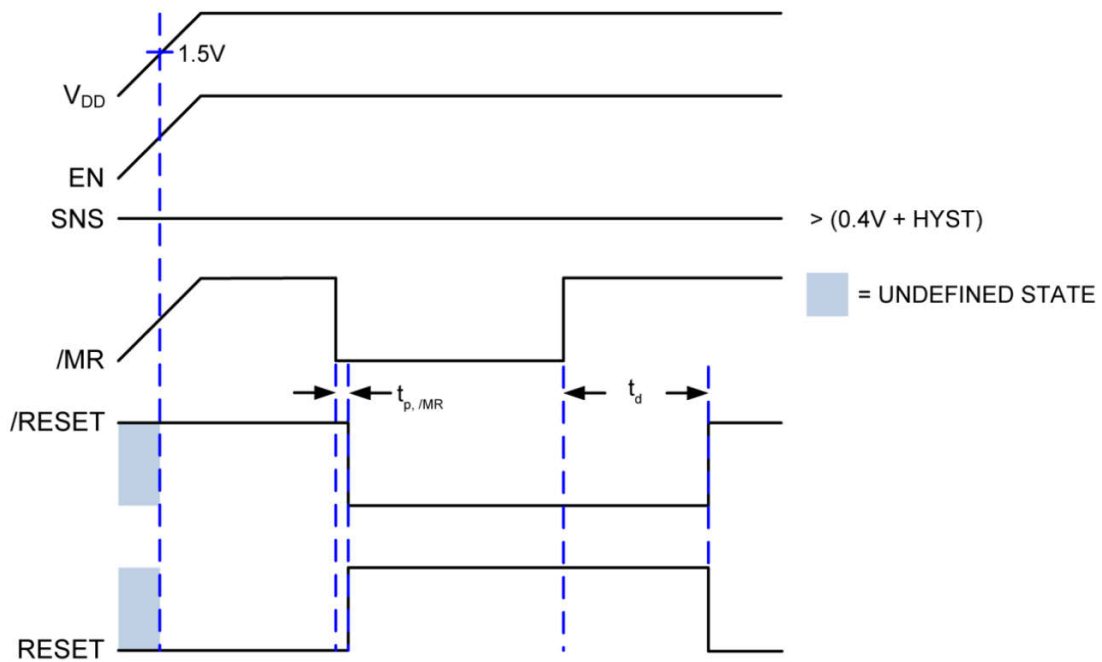 1.5V
VDD
EN
SNS
> (0.4V + HYST)
= UNDEFINED STATE
/MR
tp, /MR
td
/RESET
RESET